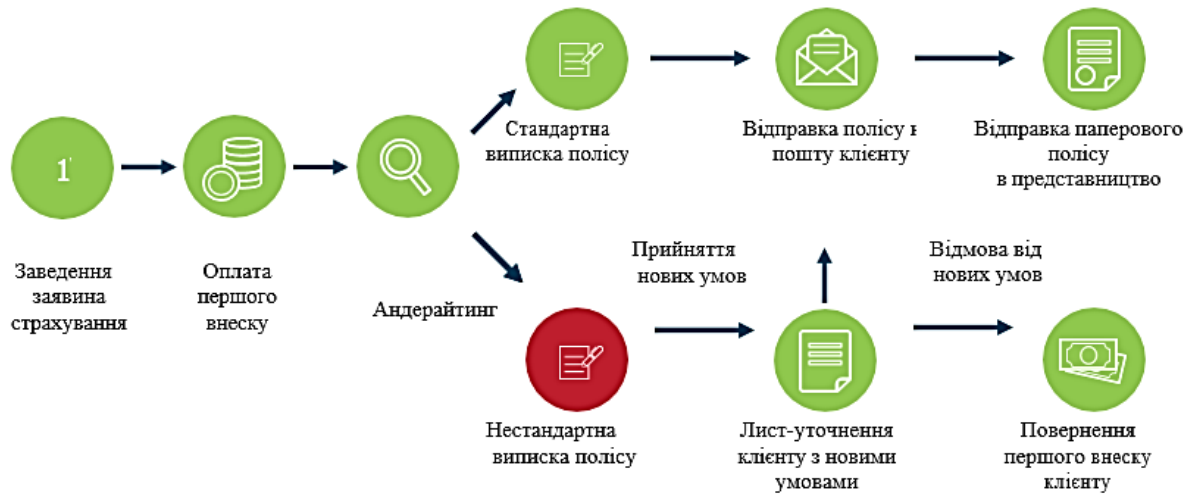 1'
Заведення
заявина
страхування
Оплата
першого
внеску
Андерайтинг
Стандартна
виписка полісу
Відправка полісу н
пошту клієнту
Відправка паперового
полісу
в представництво
Прийняття
нових умов
Відмова від
нових умов
Нестандартна
виписка полісу
Лист-уточнення
клієнту з новими
умовами
Повернення
першого внеску
клієнту